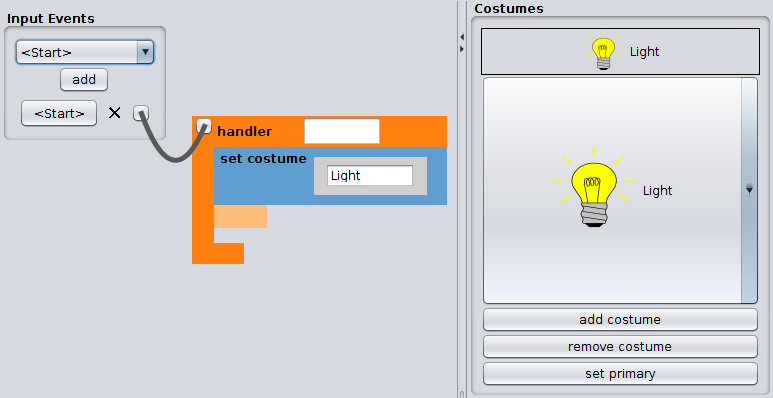 Input Events
<Start>
add
<Start>
handler
set costume
Light
Costumes
Light
Light
add costume
remove costume
set primary